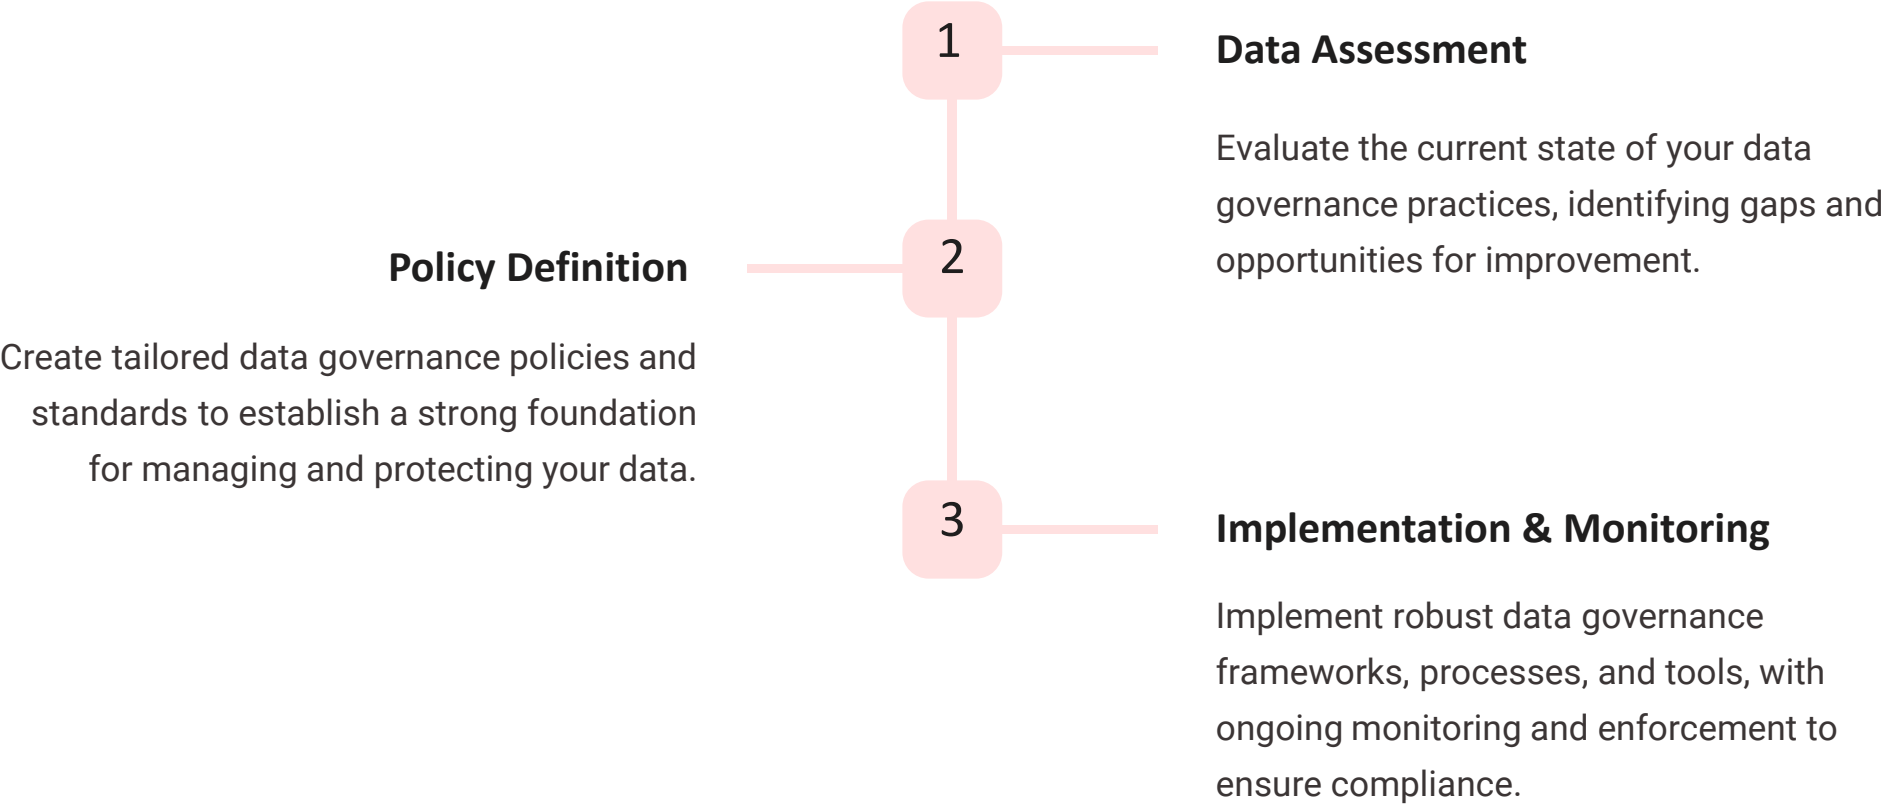 1
Data Assessment
Evaluate the current state of your data
governance practices, identifying gaps and
opportunities for improvement.
2
Policy Definition
Create tailored data governance policies and
standards to establish a strong foundation
for managing and protecting your data.
3
Implementation & Monitoring
Implement robust data governance
frameworks, processes, and tools, with
ongoing monitoring and enforcement to
ensure compliance.